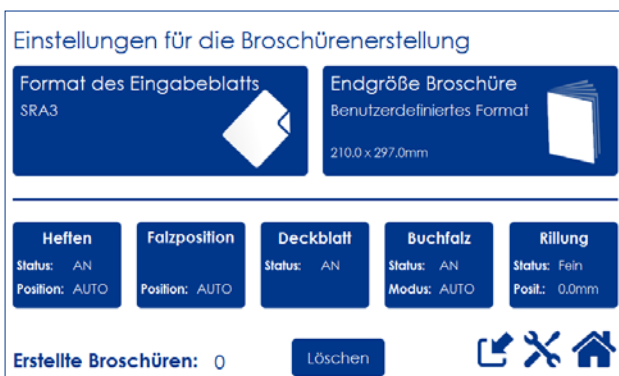 Einstellungen für die Broschürenerstellung
Format des Eingabeblatts
SRA3
Endgröße Broschüre
Benutzerdefiniertes Format
210.0 x 297.0mm
Heften
Status: AN
Position: AUTO
Falzposition
Position: AUTO
Deckblatt
Status: AN
Buchfalz
Status: AN
Modus: AUTO
Rillung
Status: Fein
Posit.: 0.0mm
Erstellte Broschüren: 0
Löschen